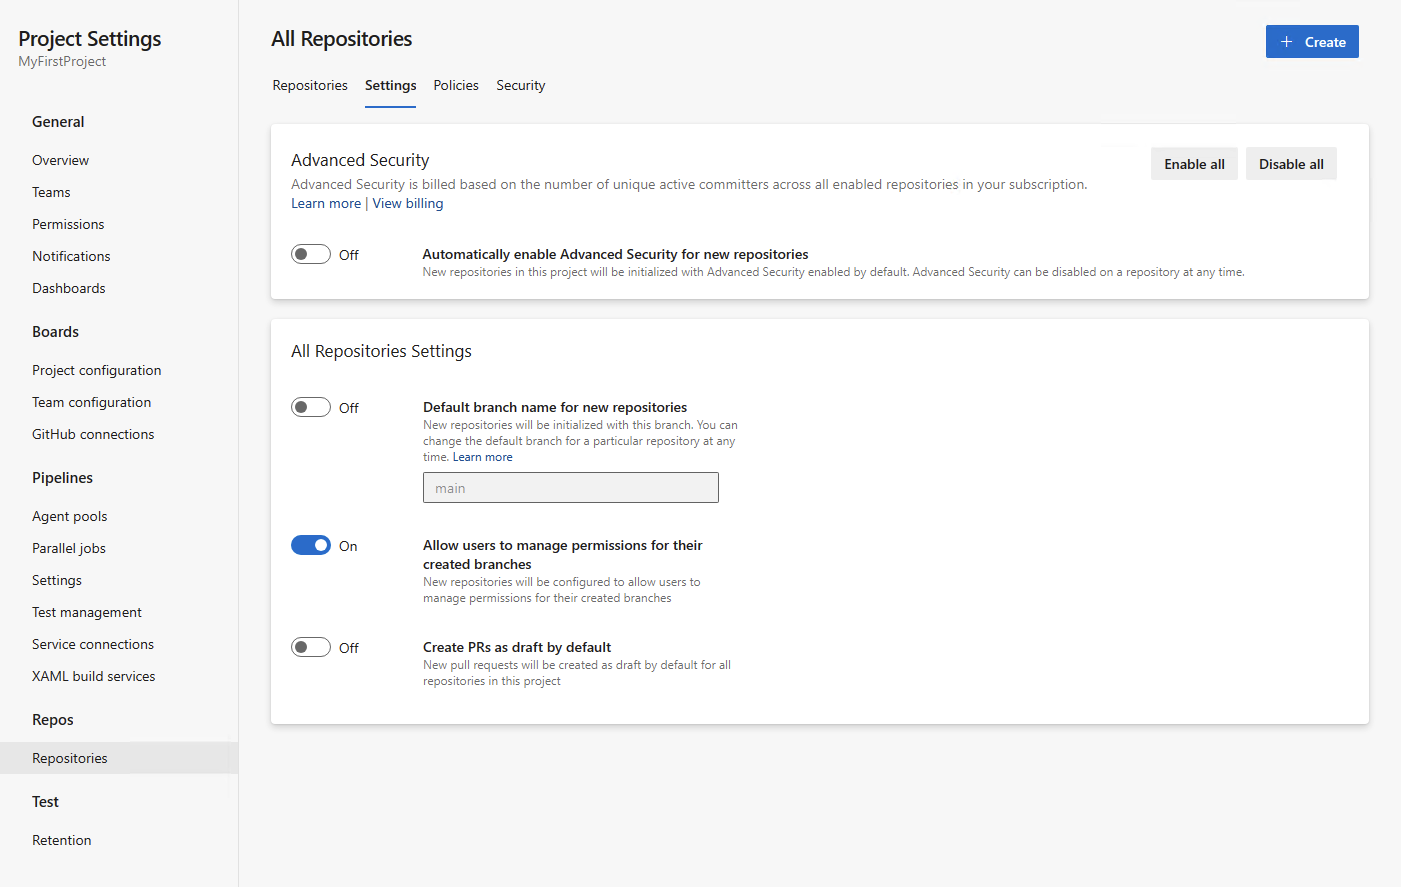 Project Settings
MyFirstProject
General
Overview
Teams
Permissions
Notifications
Dashboards
Boards
Project configuration
Team configuration
GitHub connections
Pipelines
Agent pools
Parallel jobs
Settings
Test management
Service connections
XAML build services
Repos
Repositories
Test
Retention
All Repositories
+ Create
Repositories Settings Policies Security
Advanced Security
Enable all Disable all
Advanced Security is billed based on the number of unique active committers across all enabled repositories in your subscription.
Learn more | View billing
Off Automatically enable Advanced Security for new repositories
New repositories in this project will be initialized with Advanced Security enabled by default. Advanced Security can be disabled on a repository at any time.
All Repositories Settings
Off Default branch name for new repositories
New repositories will be initialized with this branch. You can
change the default branch for a particular repository at any
time. Learn more
main
On Allow users to manage permissions for their
created branches
New repositories will be configured to allow users to
manage permissions for their created branches
Off Create PRs as draft by default
New pull requests will be created as draft by default for all
repositories in this project